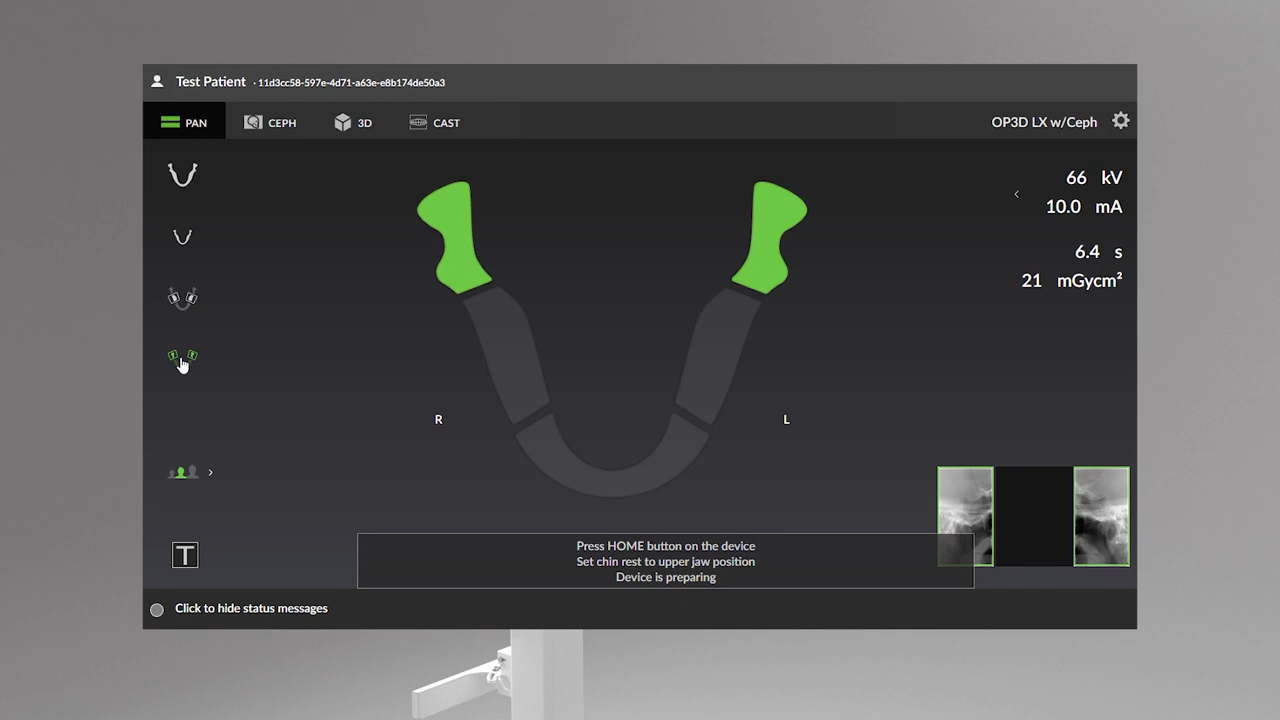 Test Patient - 11d3cc58-597e-4d71-a63e-e8b174de50a3
PAN CEPH 3D CAST OP3D LX w/Ceph
66 kV
10.0 mA
6.4 s
21 mGycm²
R L
Press HOME button on the device
Set chin rest to upper jaw position
Device is preparing
T
Click to hide status messages